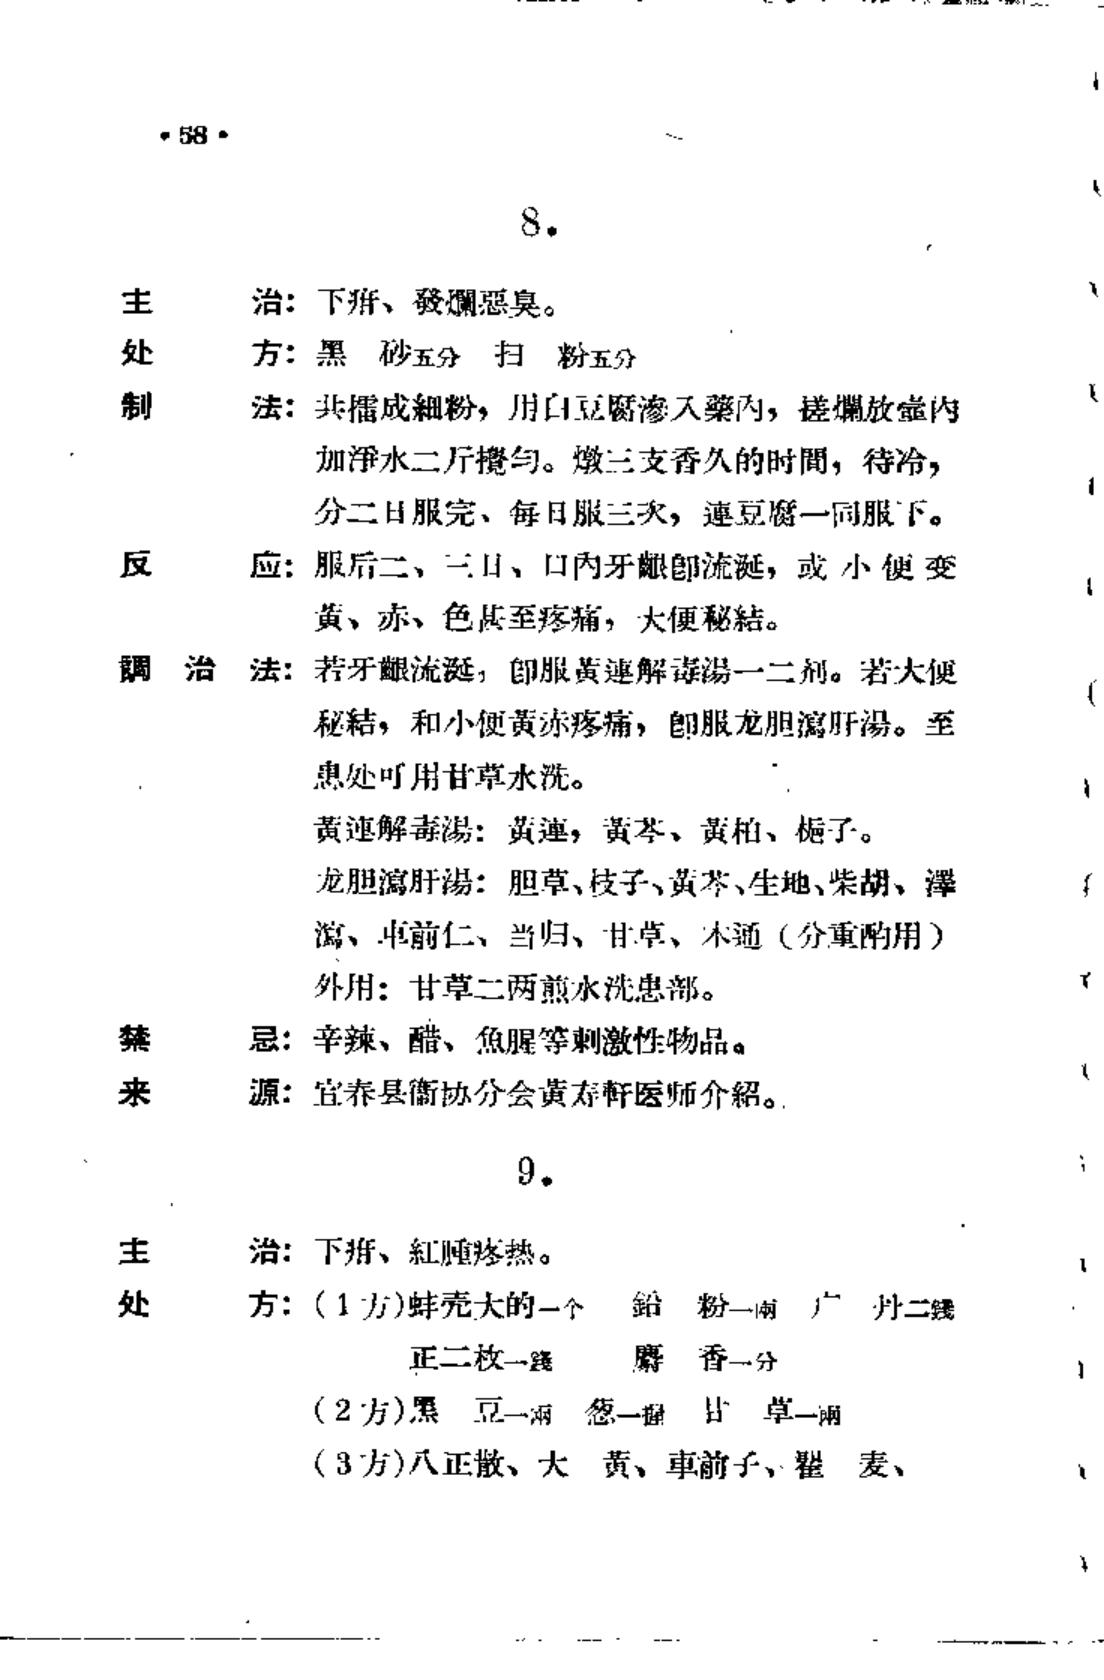 • 58 •
8.
主 治：下疳、發爛惡臭。
处 方：黑 砂五分 扫 粉五分
制 法：共擂成細粉，用白豆腐滲入藥內，搓爛放壺內
加淨水二斤攪勻。燉三支香久的时間，待冷，
分二日服完、每日服三次，連豆腐一同服下。
反 应：服后二、三日、口內牙齦卽流涎，或小便变
黃、赤、色甚至疼痛，大便秘結。
調 治 法：若牙齦流涎，卽服黃連解毒湯一二剂。若大便
秘結，和小便黃赤疼痛，卽服龙胆瀉肝湯。至
患处可用甘草水洗。
黃連解毒湯：黃連，黃芩、黃柏、梔子。
龙胆瀉肝湯：胆草、枝子、黃芩、生地、柴胡、澤
瀉、車前仁、当归、甘草、木通（分重酌用）
外用：甘草二两煎水洗患部。
禁 忌：辛辣、醋、魚腥等刺激性物品。
来 源：宜春县衞协分会黃寿軒医师介紹。
9.
主 治：下疳、紅腫疼热。
处 方：（1方)蚌壳大的一个 鉛 粉一兩 广 丹二錢
正二枚一錢 麝 香一分
（2方)黑 豆一兩 葱一握 甘 草一兩
（3方)八正散、大 黃、車前子、瞿 麦、